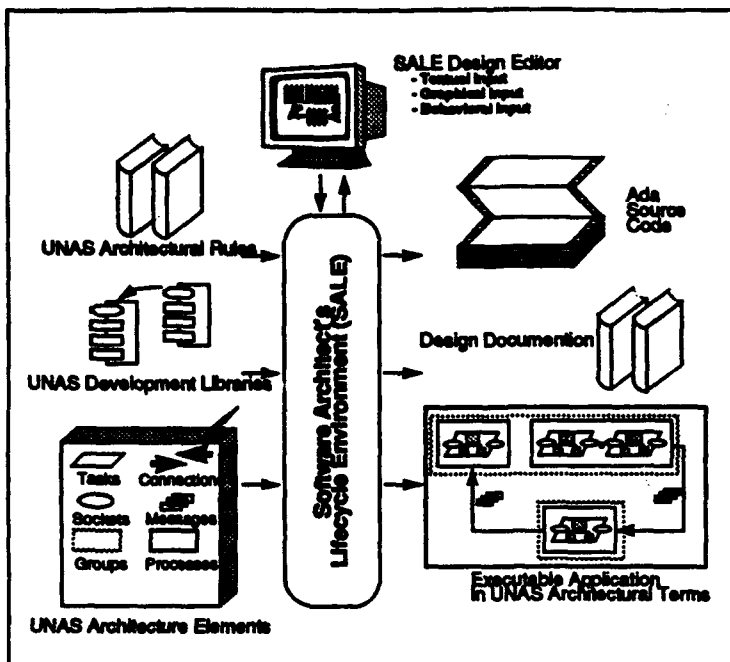 SALE Design Editor
- Textual Input
- Graphical Input
- Behavioral Input
UNAS Architectural Rules
Ada
Source
Code
Software Architect's
Lifecycle Environment (SALE)
UNAS Development Libraries
Design Documention
Tasks
Connection
Sockets
Messages
Groups
Processes
UNAS Architecture Elements
Executable Application
In UNAS Architectural Terms